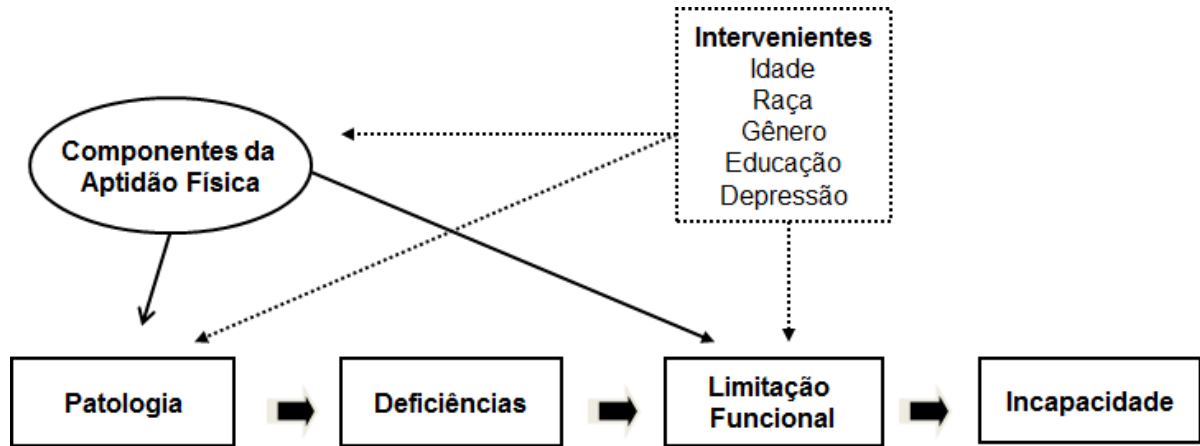 Intervenientes
Idade
Raça
Gênero
Educação
Depressão
Componentes da
Aptidão Física
Patologia
Deficiências
Limitação
Funcional
Incapacidade